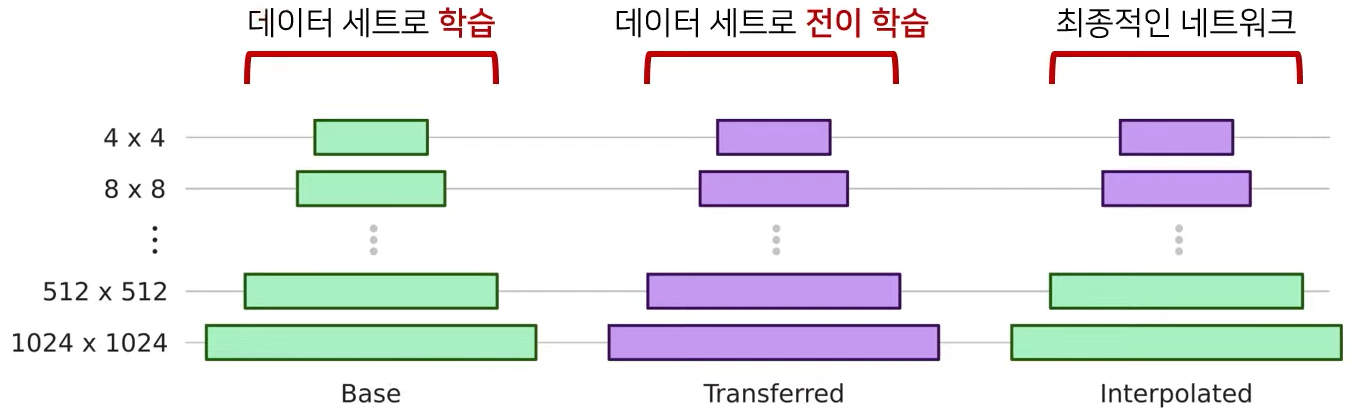 데이터 세트로 학습
데이터 세트로 전이 학습
최종적인 네트워크
4 x 4
8 x 8
512 x 512
1024 x 1024
Base
Transferred
Interpolated